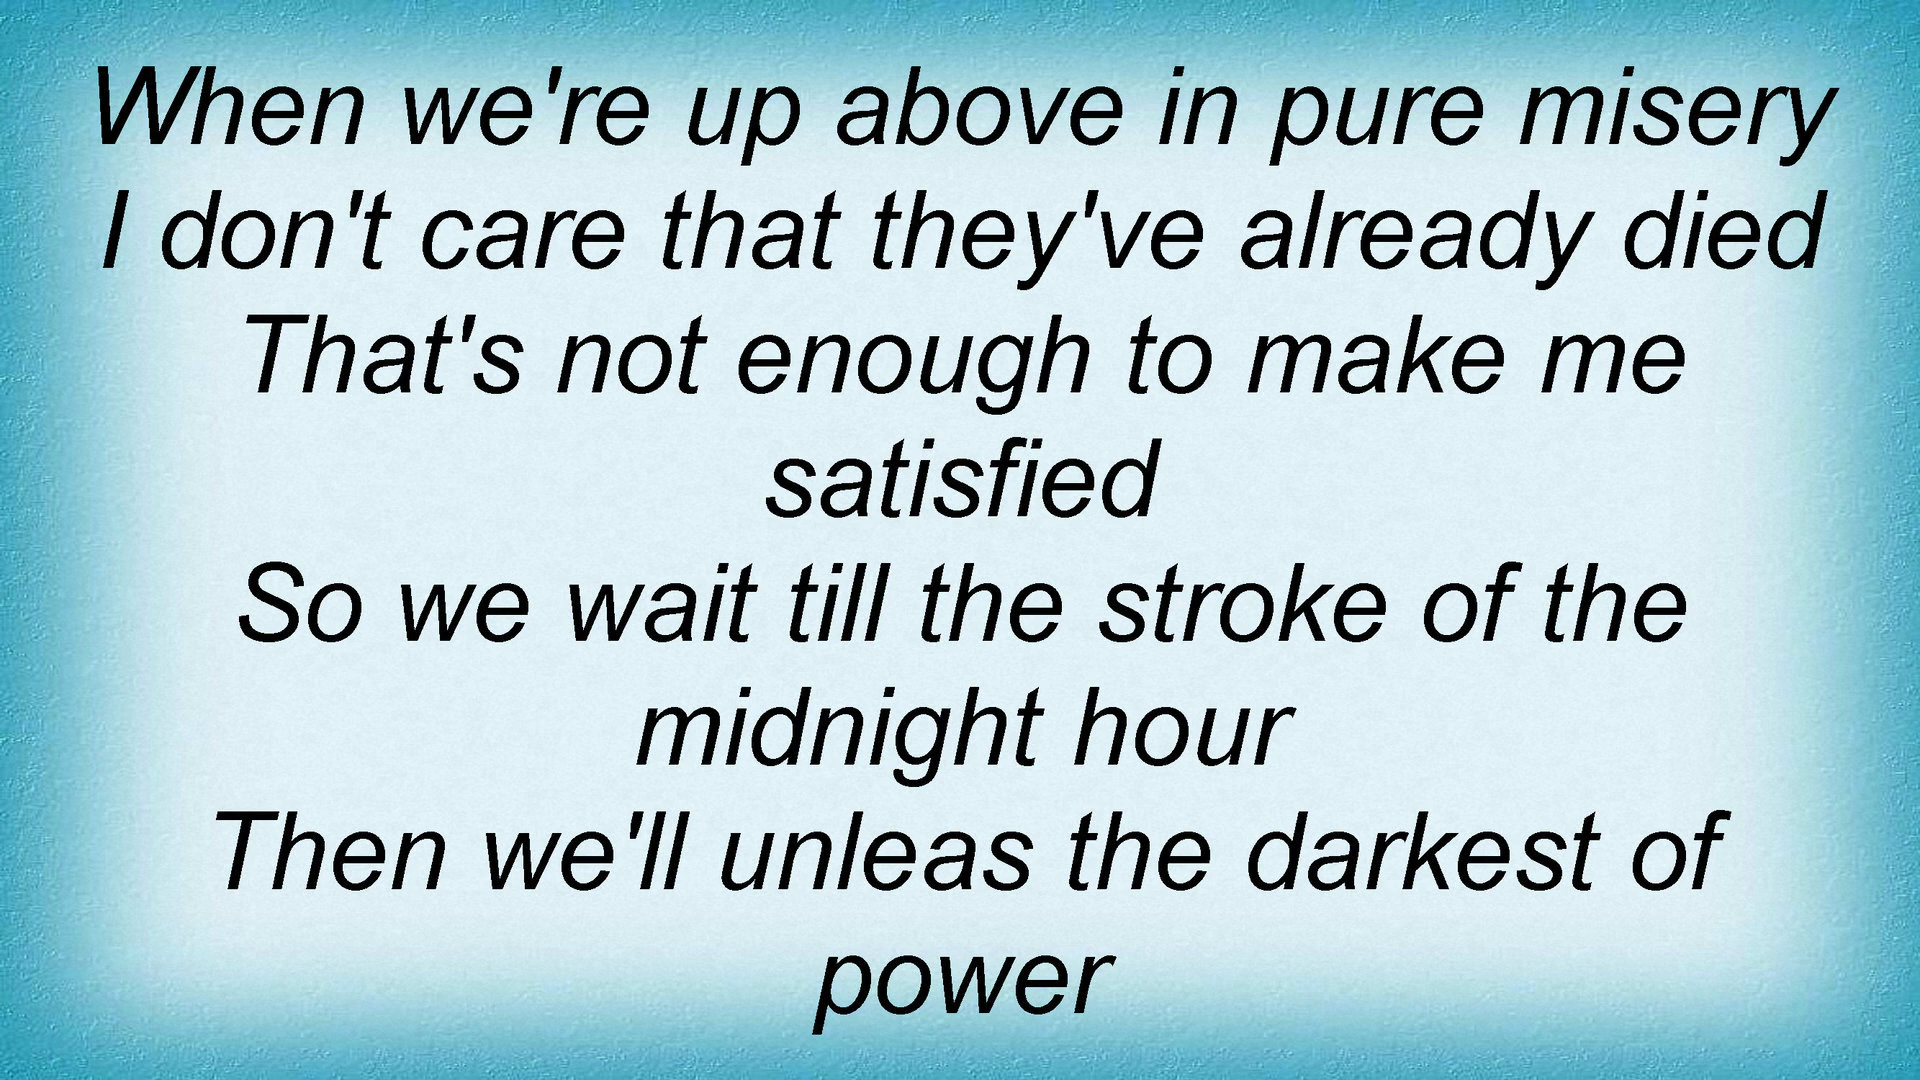 When we're up above in pure misery
I don't care that they've already died
That's not enough to make me
satisfied
So we wait till the stroke of the
midnight hour
Then we'll unleas the darkest of
power